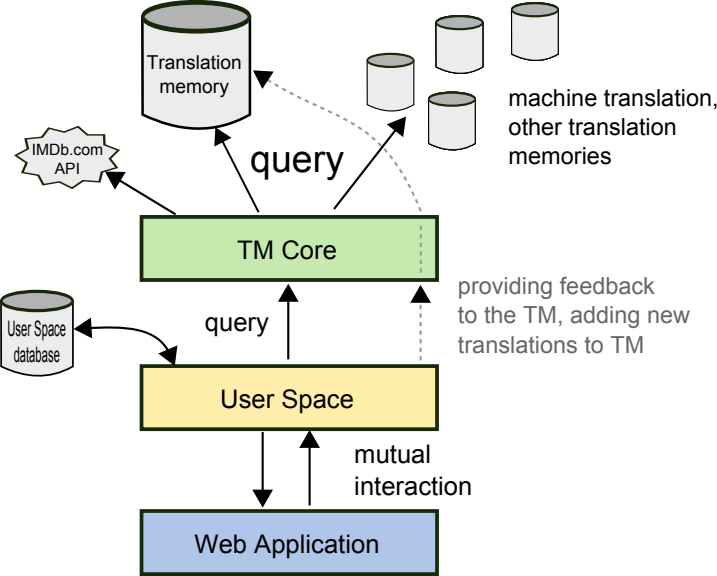 Translation
memory
machine translation,
other translation
memories
IMDb.com
API
query
TM Core
providing feedback
to the TM, adding new
translations to TM
User Space
database
query
User Space
mutual
interaction
Web Application